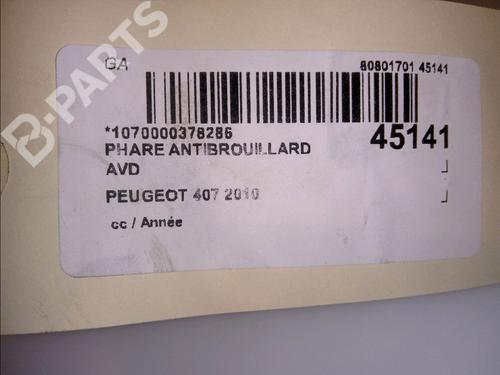 GA
80801701 45141
*1070000378286
45141
PHARE ANTIBROUILLARD
AVD
PEUGEOT 407 2010
cc / Année
B-PARTS